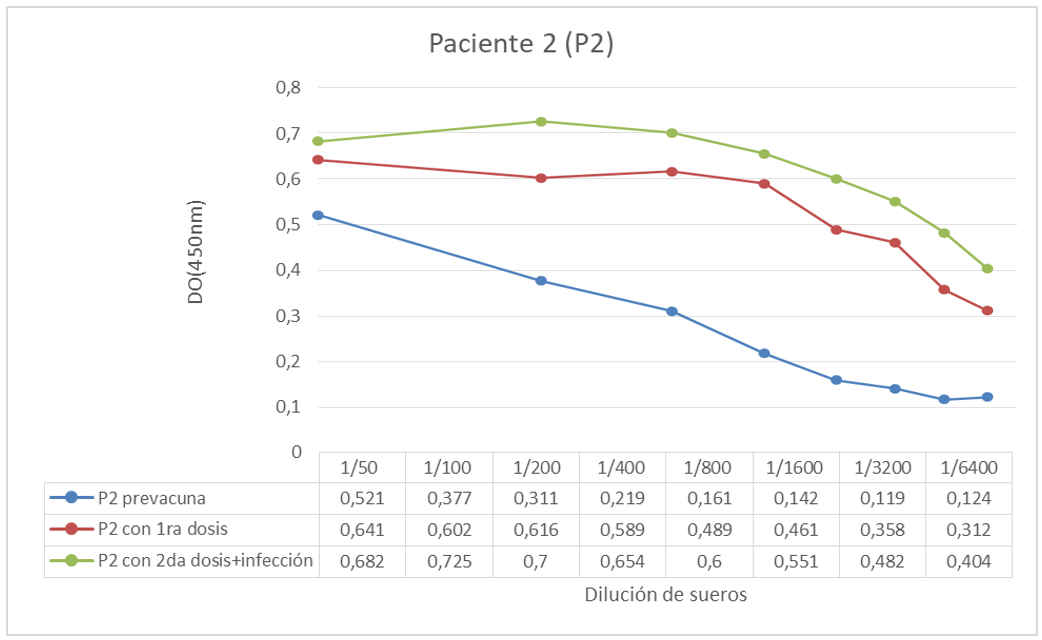 Paciente 2 (P2)
0,8
0,7
0,6
0,5
0,4
0,3
0,2
0,1
0
DO(450nm)
1/50 1/100 1/200 1/400 1/800 1/1600 1/3200 1/6400
P2 prevacuna 0,521 0,377 0,311 0,219 0,161 0,142 0,119 0,124
P2 con 1ra dosis 0,641 0,602 0,616 0,589 0,489 0,461 0,358 0,312
P2 con 2da dosis+infección 0,682 0,725 0,7 0,654 0,6 0,551 0,482 0,404
Dilución de sueros